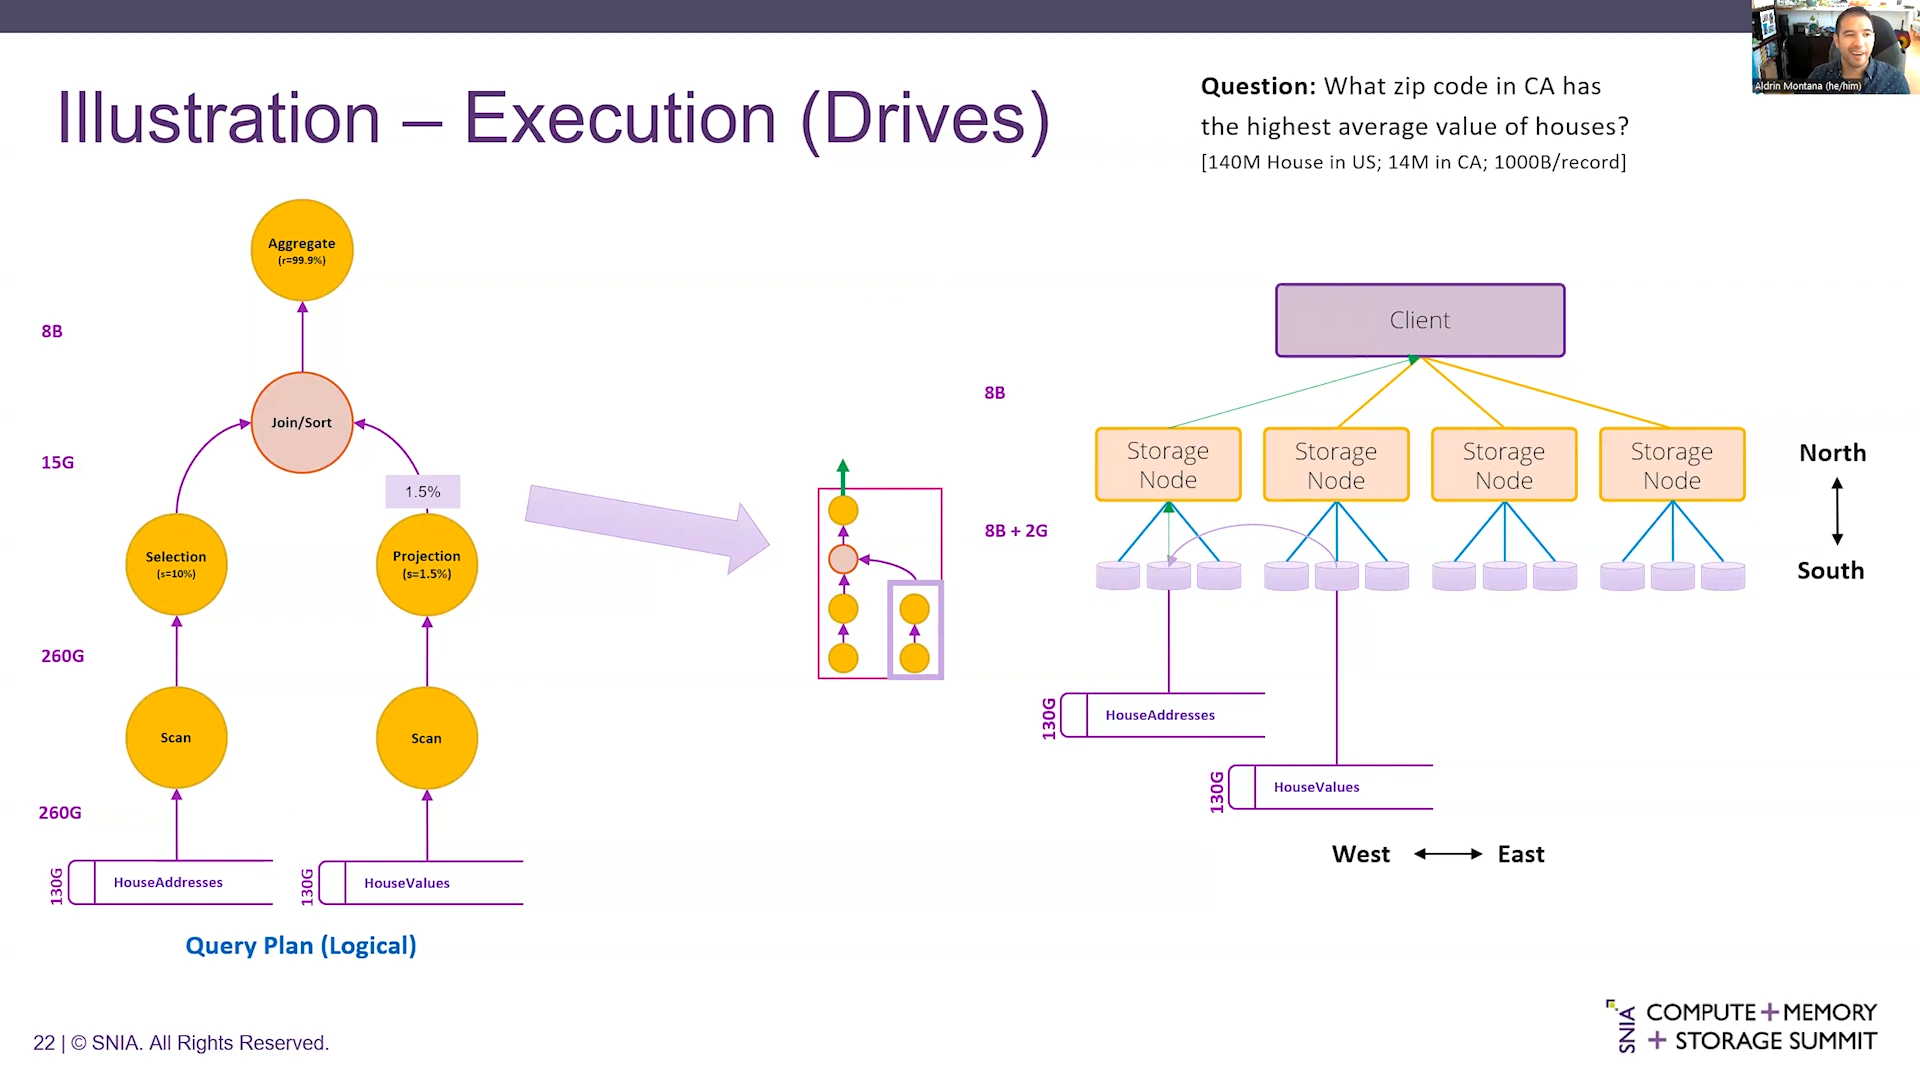 Illustration – Execution (Drives)
Question: What zip code in CA has
the highest average value of houses?
[140M House in US; 14M in CA; 1000B/record]
Aldrin Montana (he/him)
Aggregate
(r=99.9%)
8B
Join/Sort
15G
1.5%
Selection
(s=10%)
Projection
(s=1.5%)
260G
Scan
Scan
260G
130G
HouseAddresses
130G
HouseValues
Query Plan (Logical)
Client
8B
Storage
Node
Storage
Node
Storage
Node
Storage
Node
8B + 2G
North
South
130G
HouseAddresses
130G
HouseValues
West
East
22 | © SNIA. All Rights Reserved.
SNIA
COMPUTE+MEMORY
+ STORAGE SUMMIT